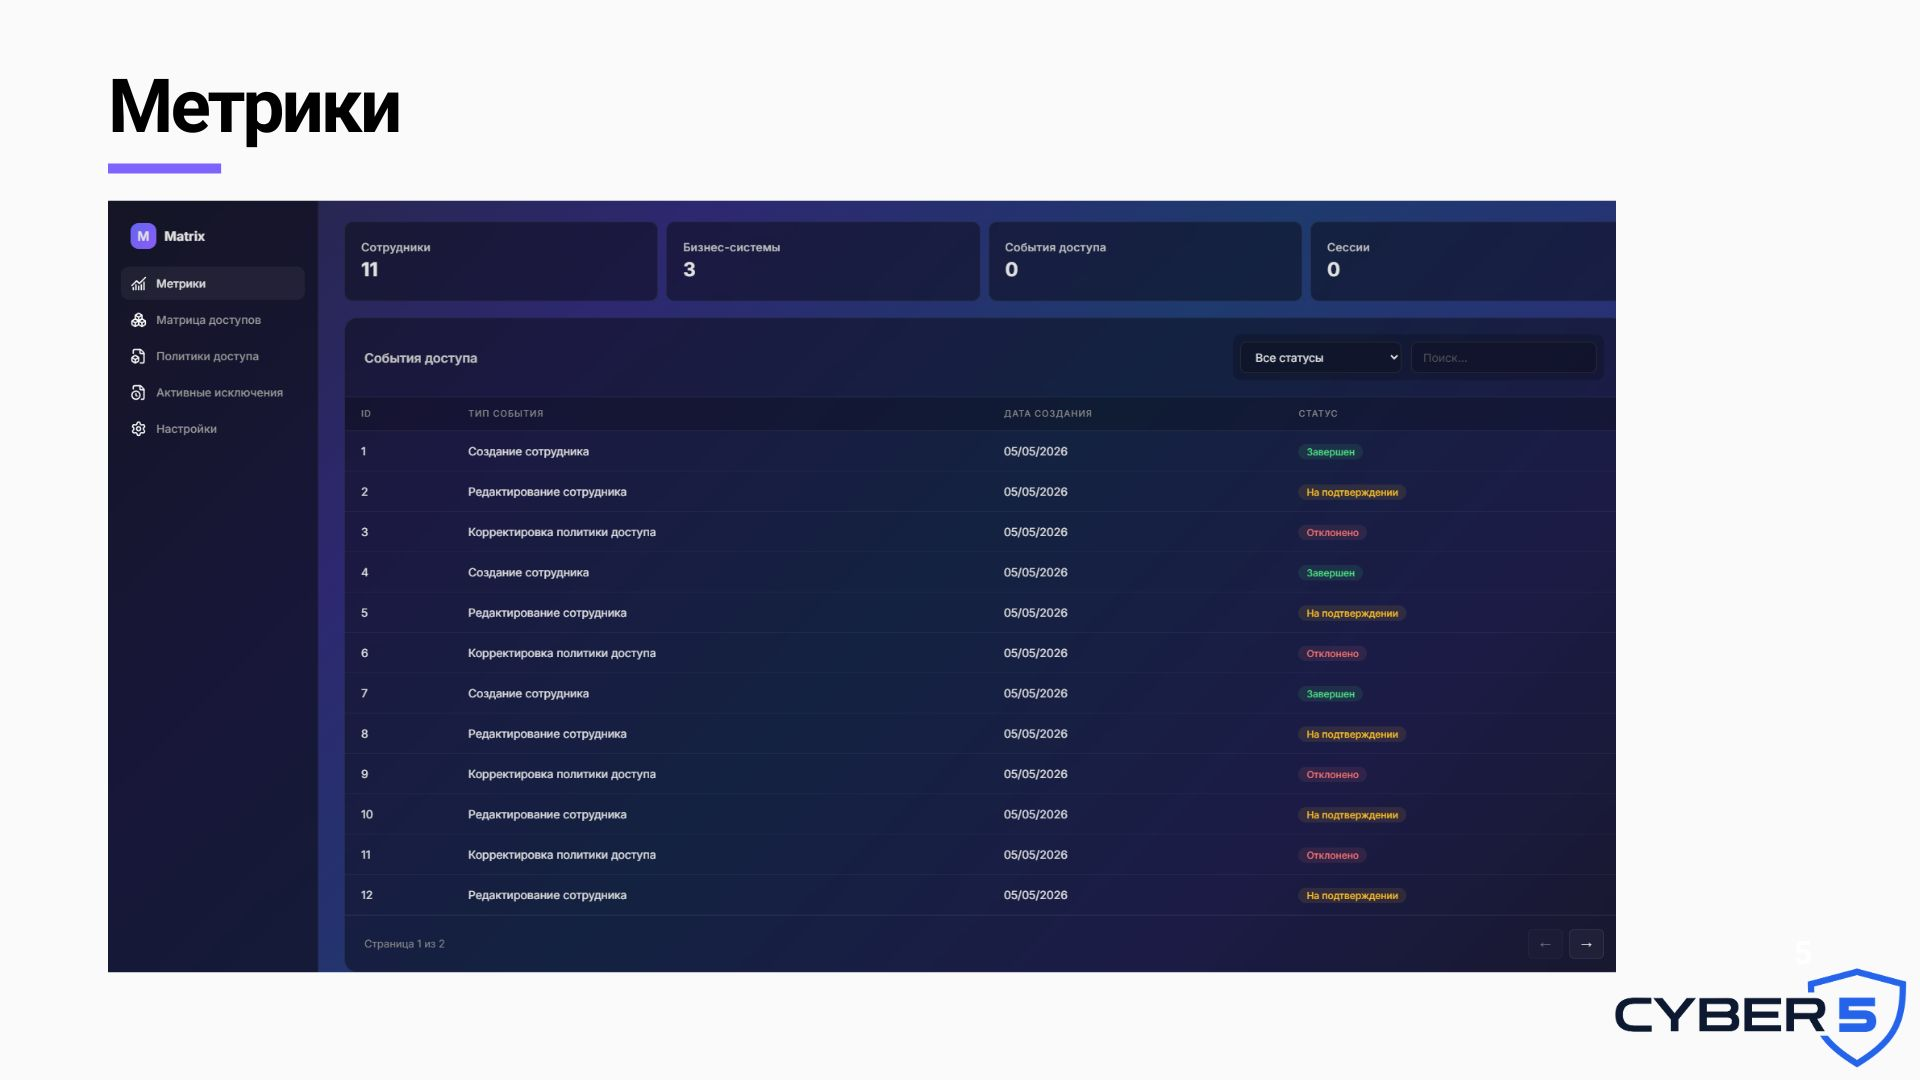 Метрики
M Matrix
Метрики
Матрица доступов
Политики доступа
Активные исключения
Настройки
Сотрудники
11
Бизнес-системы
3
События доступа
0
Сессии
0
События доступа
Все статусы
Поиск...
ID ТИП СОБЫТИЯ ДАТА СОЗДАНИЯ СТАТУС
1 Создание сотрудника 05/05/2026 Завершен
2 Редактирование сотрудника 05/05/2026 На подтверждении
3 Корректировка политики доступа 05/05/2026 Отклонено
4 Создание сотрудника 05/05/2026 Завершен
5 Редактирование сотрудника 05/05/2026 На подтверждении
6 Корректировка политики доступа 05/05/2026 Отклонено
7 Создание сотрудника 05/05/2026 Завершен
8 Редактирование сотрудника 05/05/2026 На подтверждении
9 Корректировка политики доступа 05/05/2026 Отклонено
10 Редактирование сотрудника 05/05/2026 На подтверждении
11 Корректировка политики доступа 05/05/2026 Отклонено
12 Редактирование сотрудника 05/05/2026 На подтверждении
Страница 1 из 2
← →
5
CYBER 5